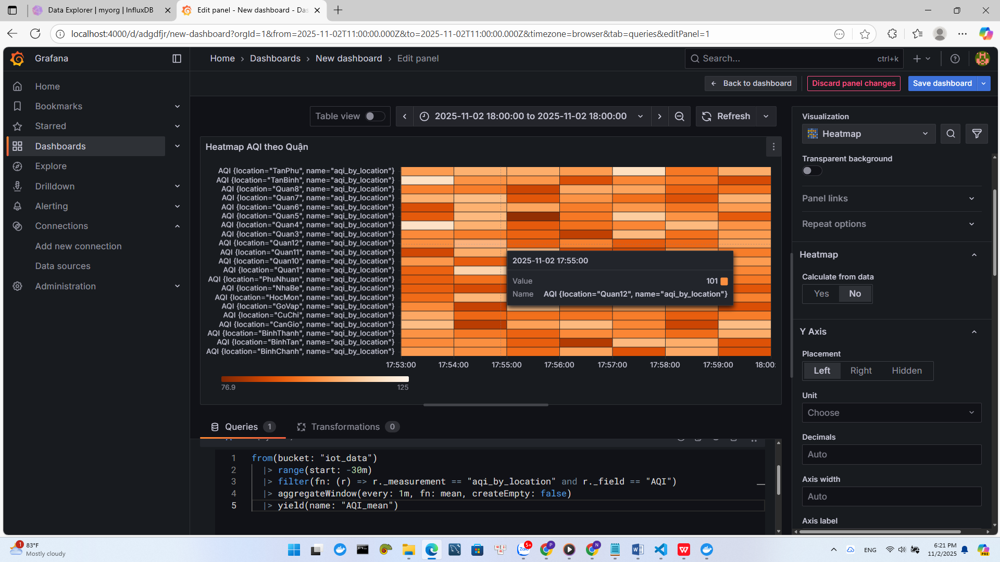 Data Explorer | myorg | InfluxDB
Edit panel - New dashboard - Das
localhost:4000/d/adgdfjr/new-dashboard?orgId=1&from=2025-11-02T11:00:00.000Z&to=2025-11-02T11:00:00.000Z&timezone=browser&tab=queries&editPanel=1
Grafana
Home › Dashboards › New dashboard › Edit panel
Search...
ctrl+k
Back to dashboard
Discard panel changes
Save dashboard
Home
Bookmarks
Starred
Dashboards
Explore
Drilldown
Alerting
Connections
Add new connection
Data sources
Administration
Table view
2025-11-02 18:00:00 to 2025-11-02 18:00:00
Refresh
Heatmap AQI theo Quận
AQI {location="TanPhu", name="aqi_by_location"}
AQI {location="TanBinh", name="aqi_by_location"}
AQI {location="Quan8", name="aqi_by_location"}
AQI {location="Quan7", name="aqi_by_location"}
AQI {location="Quan6", name="aqi_by_location"}
AQI {location="Quan5", name="aqi_by_location"}
AQI {location="Quan4", name="aqi_by_location"}
AQI {location="Quan3", name="aqi_by_location"}
AQI {location="Quan12", name="aqi_by_location"}
AQI {location="Quan11", name="aqi_by_location"}
AQI {location="Quan10", name="aqi_by_location"}
AQI {location="Quan1", name="aqi_by_location"}
AQI {location="PhuNhuan", name="aqi_by_location"}
AQI {location="NhaBe", name="aqi_by_location"}
AQI {location="HocMon", name="aqi_by_location"}
AQI {location="GoVap", name="aqi_by_location"}
AQI {location="CuChi", name="aqi_by_location"}
AQI {location="CanGio", name="aqi_by_location"}
AQI {location="BinhThanh", name="aqi_by_location"}
AQI {location="BinhTan", name="aqi_by_location"}
AQI {location="BinhChanh", name="aqi_by_location"}
17:53:00 17:54:00 17:55:00 17:56:00 17:57:00 17:58:00 17:59:00 18:00:
76.9 125
2025-11-02 17:55:00
Value 101
Name AQI {location="Quan12", name="aqi_by_location"}
Queries 1
Transformations 0
1 from(bucket: "iot_data")
2 |> range(start: -30m)
3 |> filter(fn: (r) => r._measurement == "aqi_by_location" and r._field == "AQI")
4 |> aggregateWindow(every: 1m, fn: mean, createEmpty: false)
5 |> yield(name: "AQI_mean")
Visualization
Heatmap
Transparent background
Panel links
Repeat options
Heatmap
Calculate from data
Yes No
Y Axis
Placement
Left Right Hidden
Unit
Choose
Decimals
Auto
Axis width
Auto
Axis label
1
83°F
Mostly cloudy
Zalo
5+
P
N
W
W
PRE
ENG
6:21 PM
11/2/2025